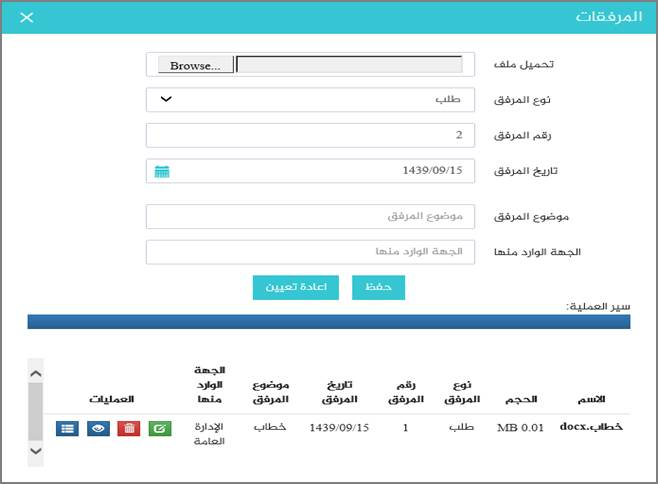 المرفقات
تحميل ملف
Browse...
نوع المرفق
طلب
رقم المرفق
2
تاريخ المرفق
1439/09/15
موضوع المرفق
موضوع المرفق
الجهة الوارد منها
الجهة الوارد منها
حفظ
اعادة تعيين
سير العملية:
الاسم
الحجم
نوع
المرفق
رقم
المرفق
تاريخ
المرفق
موضوع
المرفق
الجهة
الوارد
منها
العمليات
خطاب.docx
0.01 MB
طلب
1
1439/09/15
خطاب
الإدارة
العامة